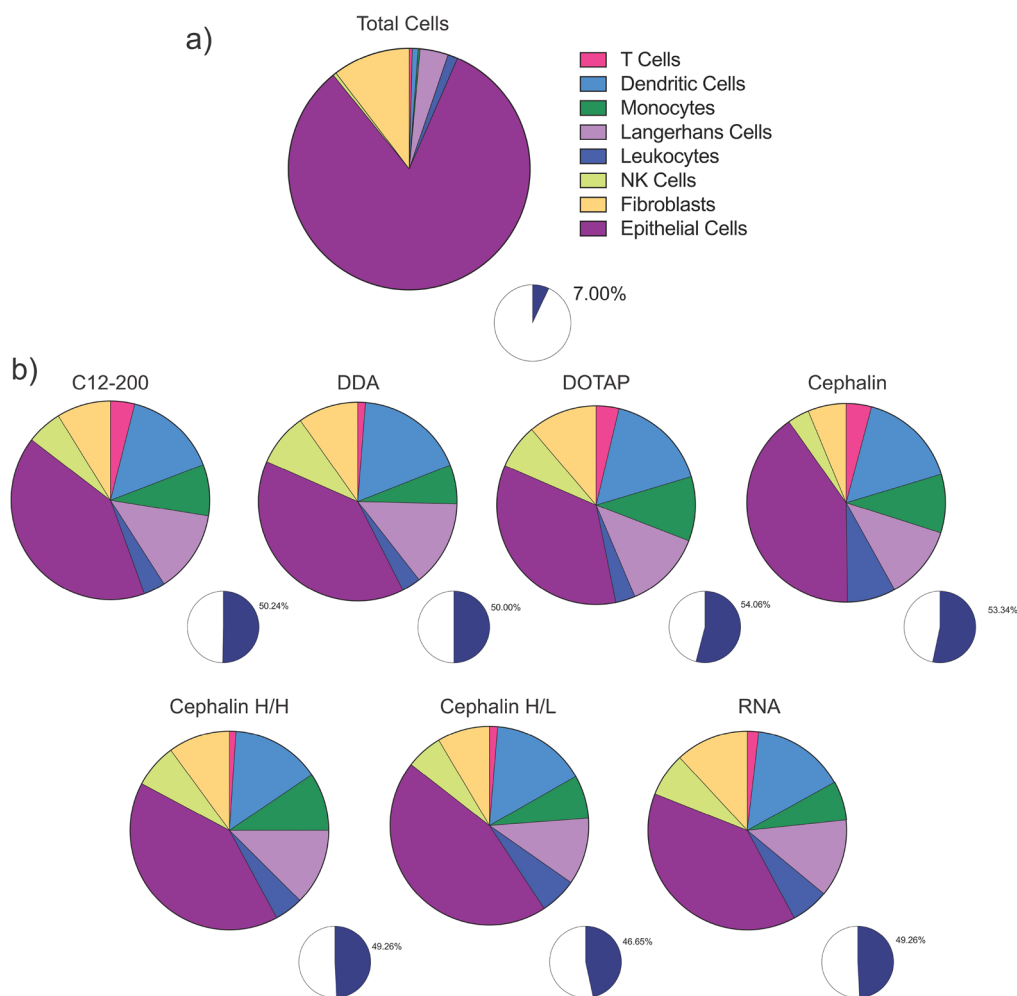 a)
Total Cells
T Cells
Dendritic Cells
Monocytes
Langerhans Cells
Leukocytes
NK Cells
Fibroblasts
Epithelial Cells
7.00%
b)
C12-200
DDA
DOTAP
Cephalin
50.24%
50.00%
54.06%
53.34%
Cephalin H/H
Cephalin H/L
RNA
49.26%
46.65%
49.26%